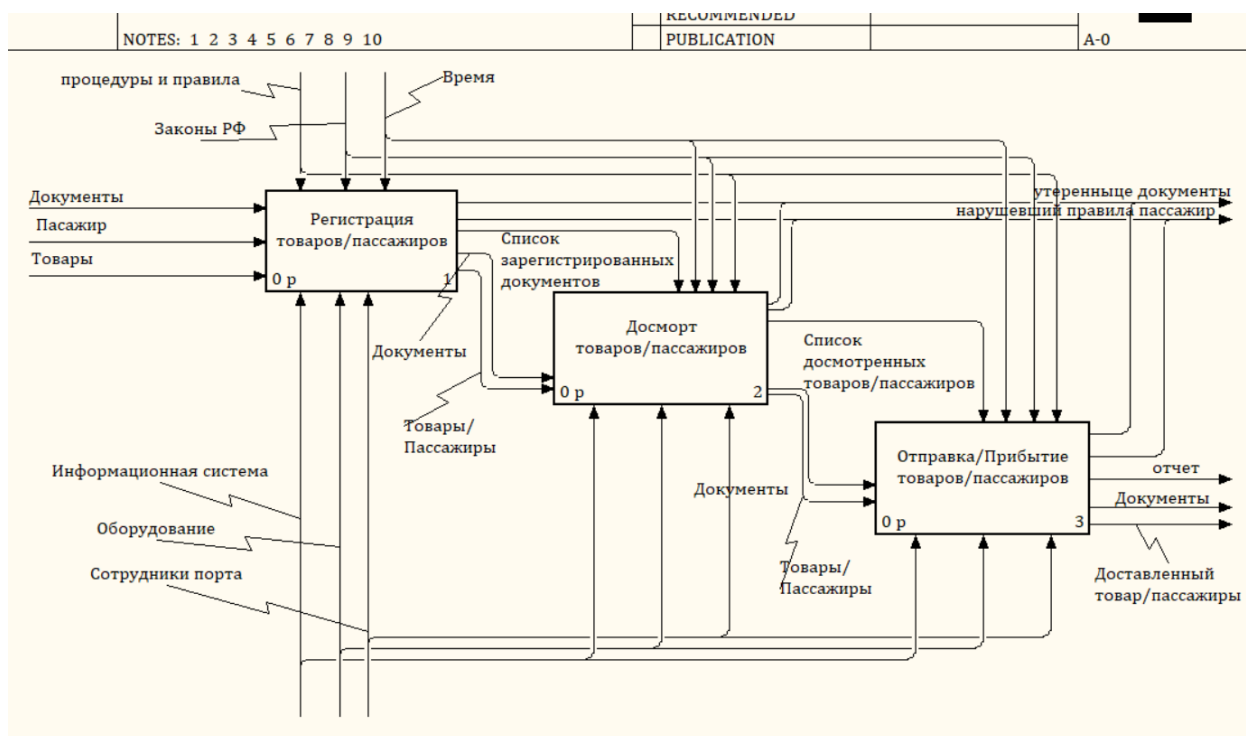 RECOMMENDED
NOTES: 1 2 3 4 5 6 7 8 9 10
PUBLICATION
A-0
процедуры и правила
Время
Законы РФ
Документы
Пасажир
Товары
Регистрация
товаров/пассажиров
0 р
1
утеренныце документы
нарушевший правила пассажир
Список
зарегистрированных
документов
Документы
Товары/
Пассажиры
Досморт
товаров/пассажиров
0 р
2
Список
досмотренных
товаров/пассажиров
Документы
Товары/
Пассажиры
Отправка/Прибытие
товаров/пассажиров
0 р
3
отчет
Документы
Доставленный
товар/пассажиры
Информационная система
Оборудование
Сотрудники порта